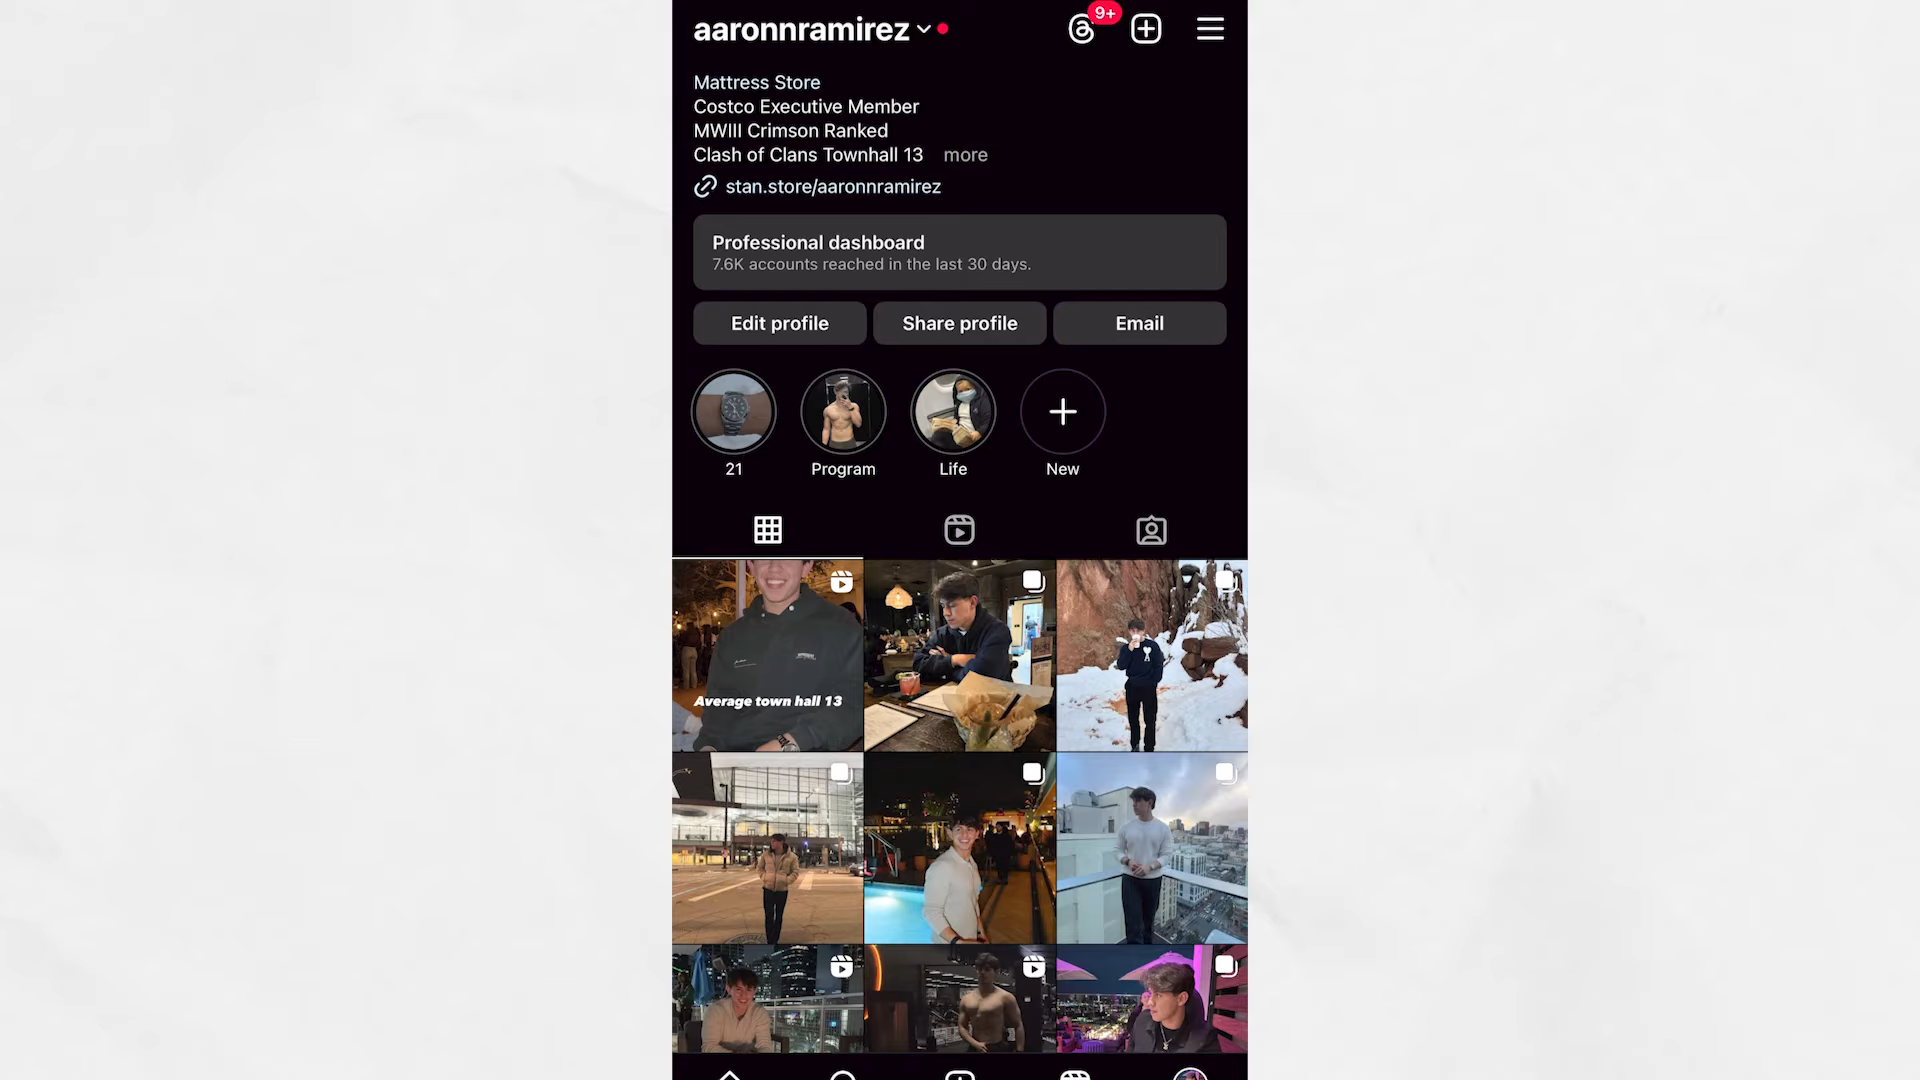 aaronnramirez
9+
Mattress Store
Costco Executive Member
MWIII Crimson Ranked
Clash of Clans Townhall 13 more
stan.store/aaronnramirez
Professional dashboard
7.6K accounts reached in the last 30 days.
Edit profile
Share profile
Email
21
Program
Life
New
Average town hall 13